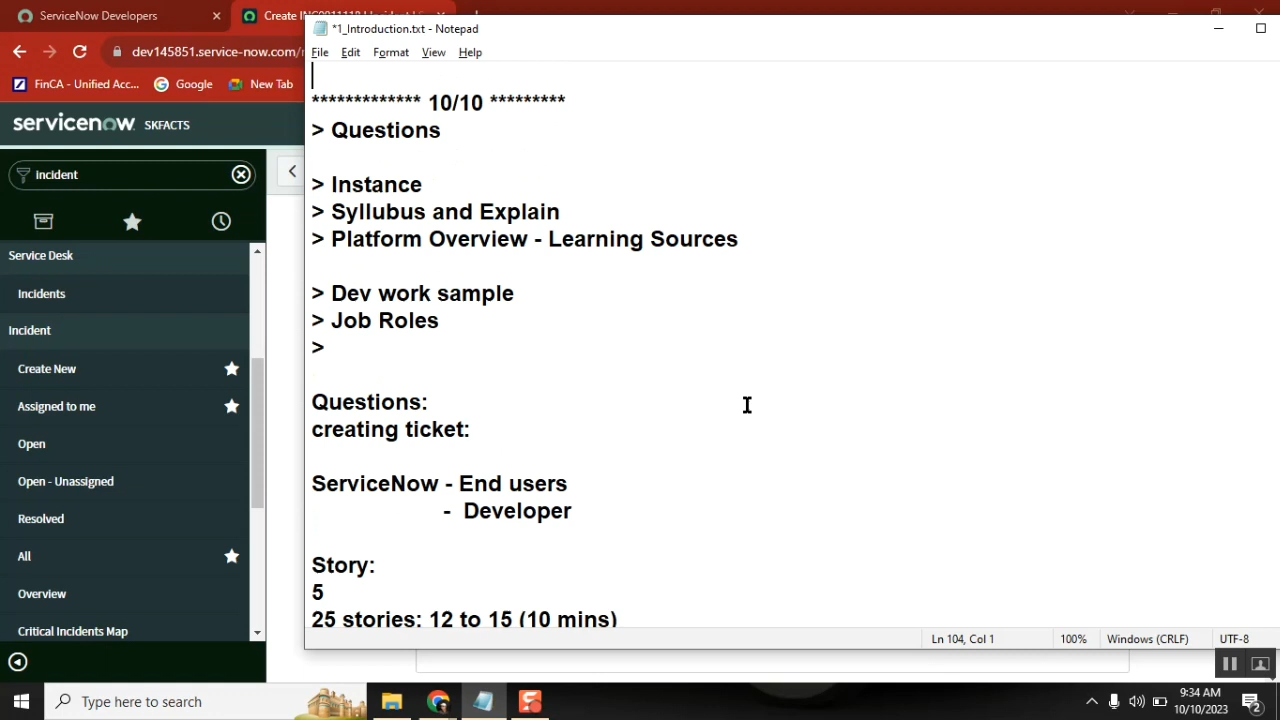 ServiceNow Developers
Create INC0011118 | Incident
*1_Introduction.txt - Notepad
File Edit Format View Help
dev145851.service-now.com/
FinCA - Unified Acc...
Google
New Tab
servicenow SKFACTS
incident
Service Desk
Incidents
Incident
Create New
Assigned to me
Open
Open - Unassigned
Resolved
All
Overview
Critical Incidents Map
************* 10/10 *********
> Questions
> Instance
> Syllubus and Explain
> Platform Overview - Learning Sources
> Dev work sample
> Job Roles
>
Questions:
creating ticket:
ServiceNow - End users
- Developer
Story:
5
25 stories: 12 to 15 (10 mins)
Ln 104, Col 1
100%
Windows (CRLF)
UTF-8
Type here to search
9:34 AM
10/10/2023
2